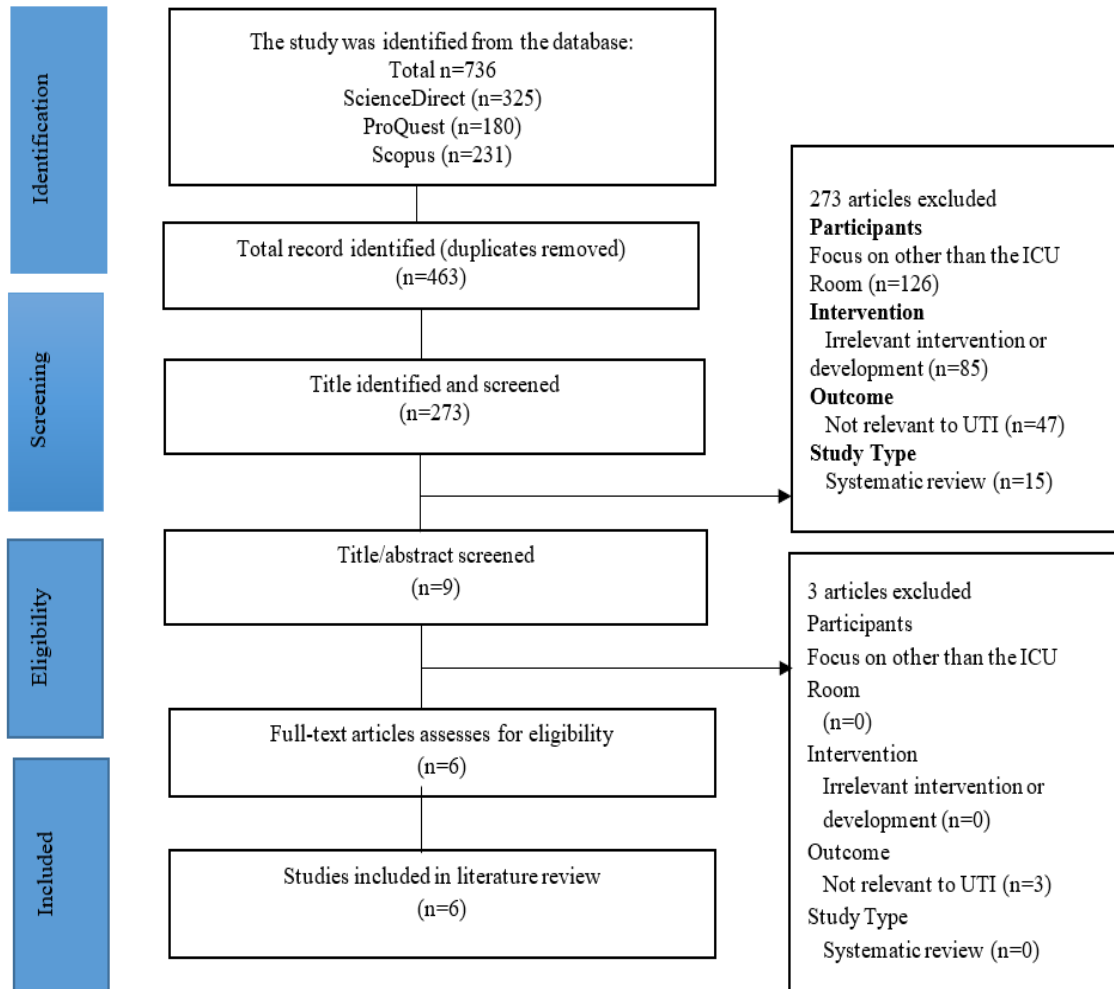 Identification
The study was identified from the database:
Total n=736
ScienceDirect (n=325)
ProQuest (n=180)
Scopus (n=231)
Total record identified (duplicates removed)
(n=463)
Screening
Title identified and screened
(n=273)
273 articles excluded
Participants
Focus on other than the ICU
Room (n=126)
Intervention
Irrelevant intervention or
development (n=85)
Outcome
Not relevant to UTI (n=47)
Study Type
Systematic review (n=15)
Eligibility
Title/abstract screened
(n=9)
Full-text articles assesses for eligibility
(n=6)
3 articles excluded
Participants
Focus on other than the ICU
Room
(n=0)
Intervention
Irrelevant intervention or
development (n=0)
Outcome
Not relevant to UTI (n=3)
Study Type
Systematic review (n=0)
Included
Studies included in literature review
(n=6)